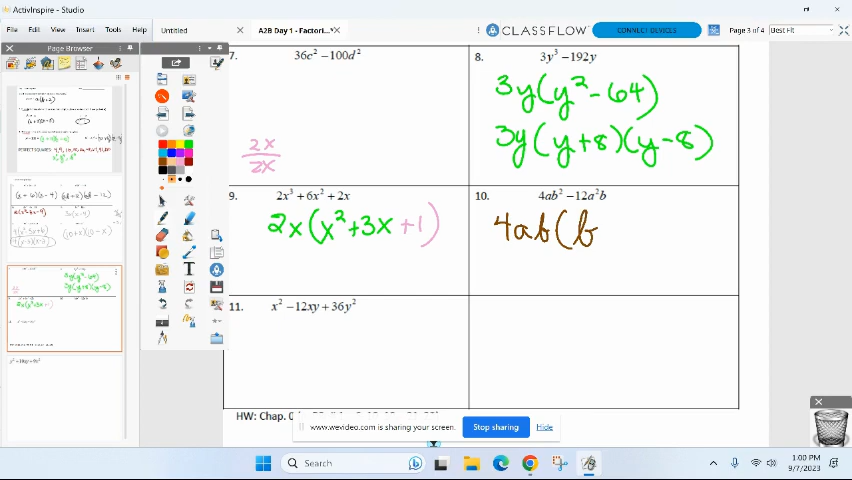 ActivInspire - Studio
File Edit View Insert Tools Help
Untitled
A2B Day 1 - Factori...
CLASSFLOW
CONNECT DEVICES
Page 3 of 4
Best Fit
Page Browser
7. 36c² −100d²
8. 3y³ −192y
3y(y² - 64)
3y(y+8)(y-8)
2x
2x
9. 2x³ + 6x² + 2x
2x(x² +3x +1)
10. 4ab² −12a²b
4ab(b
11. x² −12xy + 36y²
www.wevideo.com is sharing your screen.
Stop sharing
Hide
Search
1:00 PM
9/7/2023